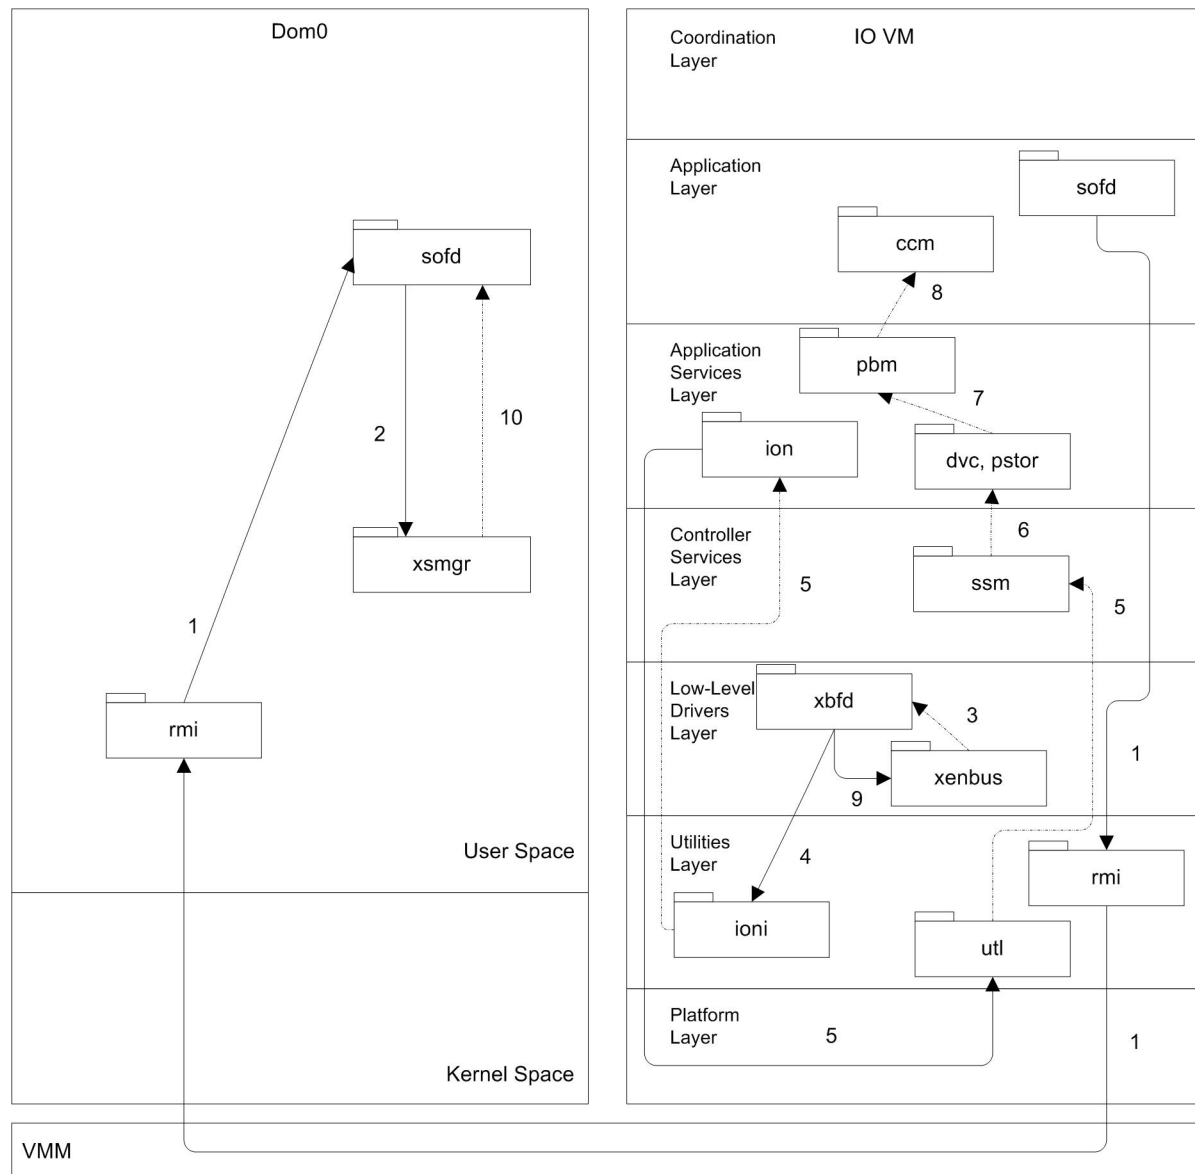 Dom0
sofd
2
10
xsmgr
1
rmi
User Space
Kernel Space
IO VM
Coordination
Layer
Application
Layer
sofd
ccm
8
Application
Services
Layer
pbm
7
ion
dvc, pstor
Controller
Services
Layer
6
5
ssm
5
Low-Level
Drivers
Layer
xbfd
3
xenbus
9
1
Utilities
Layer
4
rmi
ioni
utl
Platform
Layer
5
1
VMM